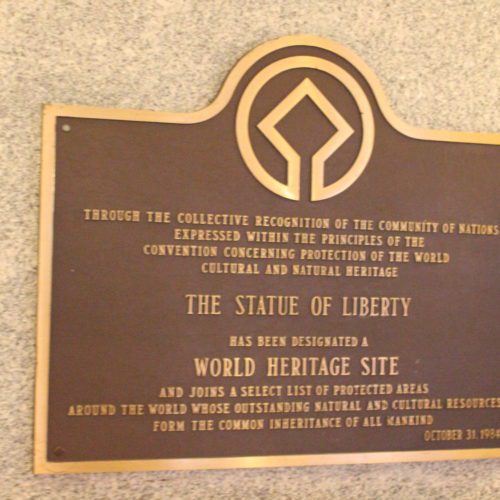 THROUGH THE COLLECTIVE RECOGNITION OF THE COMMUNITY OF NATIONS
EXPRESSED WITHIN THE PRINCIPLES OF THE
CONVENTION CONCERNING PROTECTION OF THE WORLD
CULTURAL AND NATURAL HERITAGE
THE STATUE OF LIBERTY
HAS BEEN DESIGNATED A
WORLD HERITAGE SITE
AND JOINS A SELECT LIST OF PROTECTED AREAS
AROUND THE WORLD WHOSE OUTSTANDING NATURAL AND CULTURAL RESOURCES
FORM THE COMMON INHERITANCE OF ALL MANKIND
OCTOBER 31, 1984